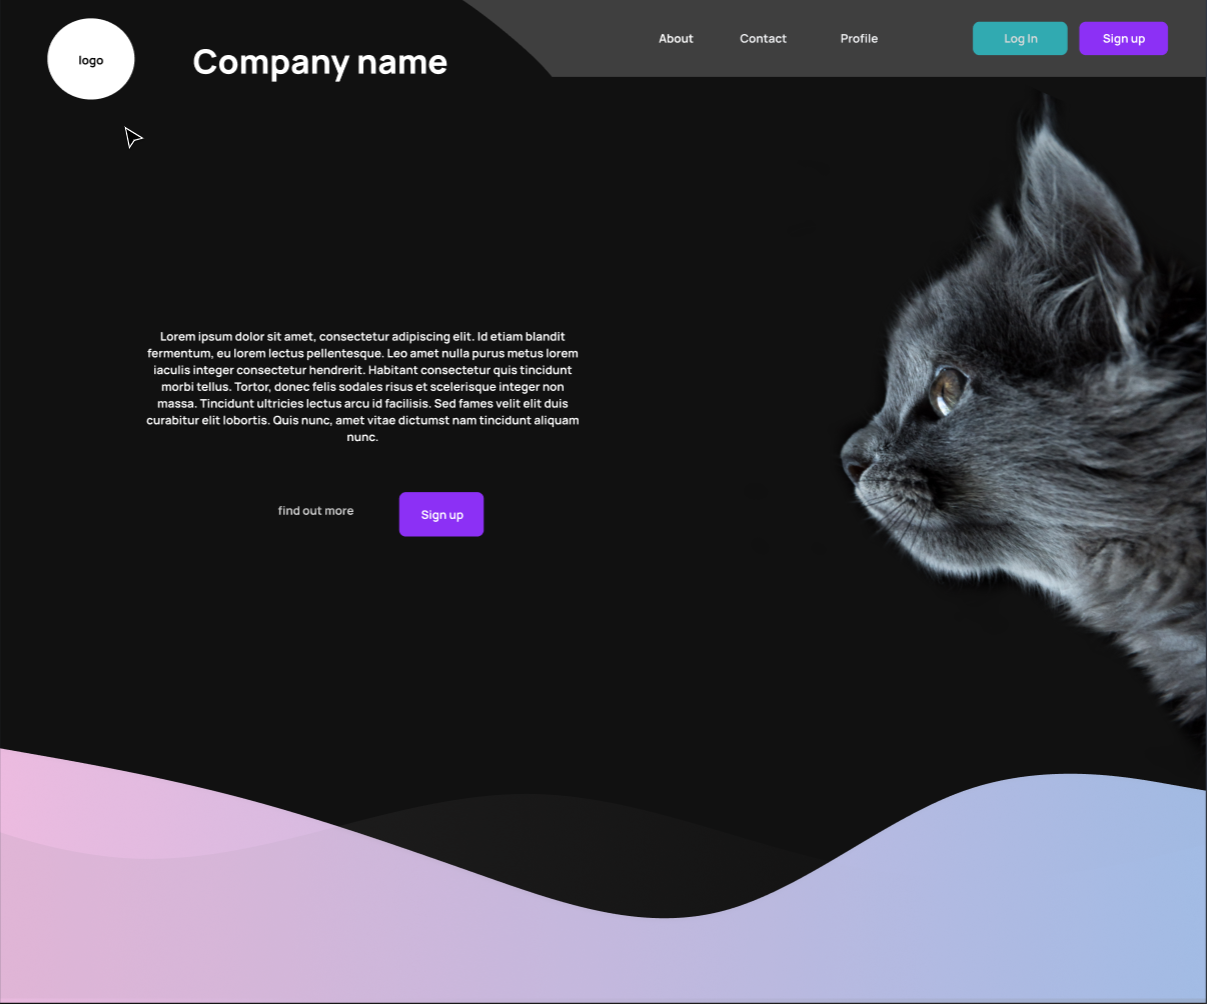 logo
Company name
About
Contact
Profile
Log In
Sign up
Lorem ipsum dolor sit amet, consectetur adipiscing elit. Id etiam blandit
fermentum, eu lorem lectus pellentesque. Leo amet nulla purus metus lorem
iaculis integer consectetur hendrerit. Habitant consectetur quis tincidunt
morbi tellus. Tortor, donec felis sodales risus et scelerisque integer non
massa. Tincidunt ultricies lectus arcu id facilisis. Sed fames velit elit duis
curabitur elit lobortis. Quis nunc, amet vitae dictumst nam tincidunt aliquam
nunc.
find out more
Sign up